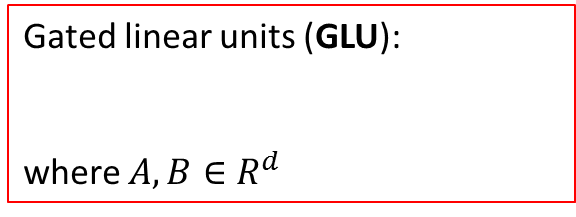 Gated linear units (GLU):
where A, B ∈ R^d